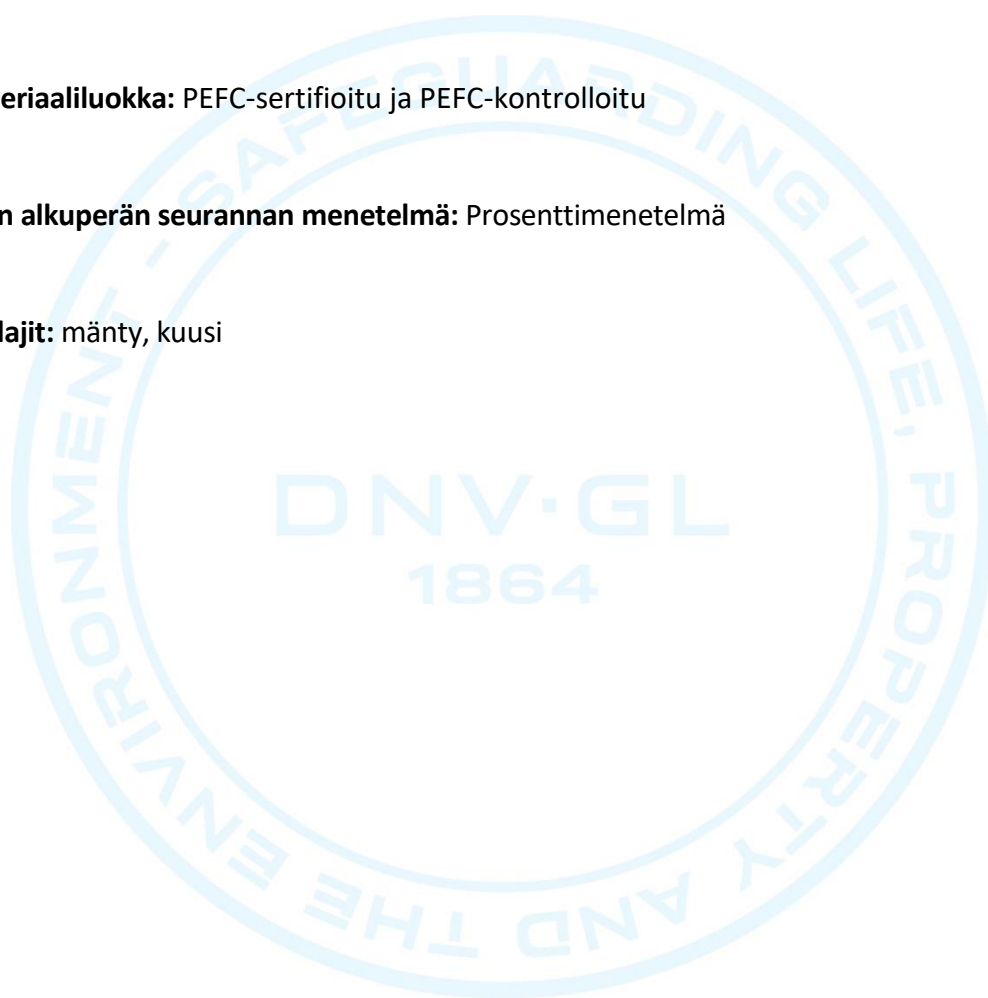 eriaaliluokka: PEFC-sertifioitu ja PEFC-kontrolloitu
n alkuperän seurannan menetelmä: Prosenttimenetelmä
lajit: mänty, kuusi
SAFEGUARDING LIFE, PROPERTY AND THE ENVIRONMENT -
DNV·GL
1864